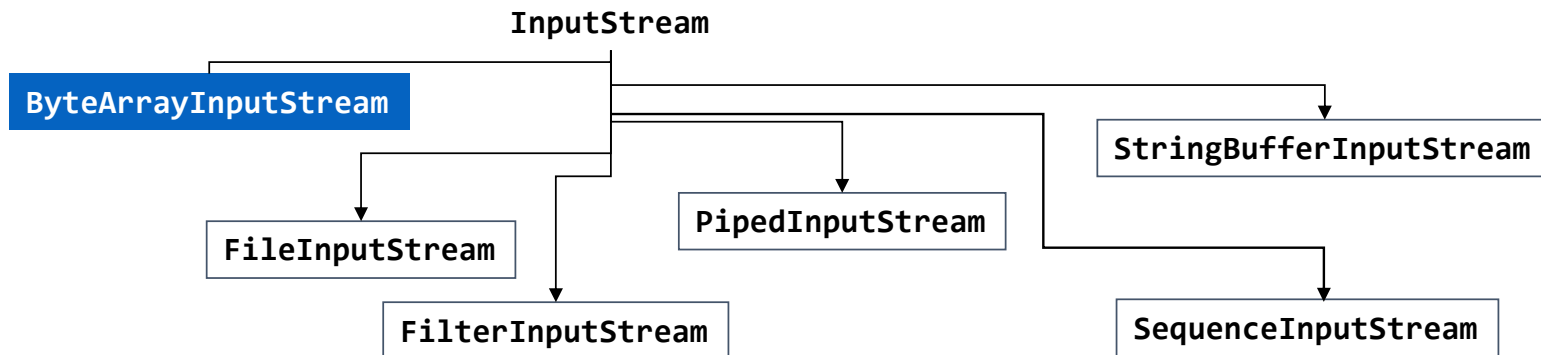 InputStream
ByteArrayInputStream
StringBufferInputStream
PipedInputStream
FileInputStream
FilterInputStream
SequenceInputStream